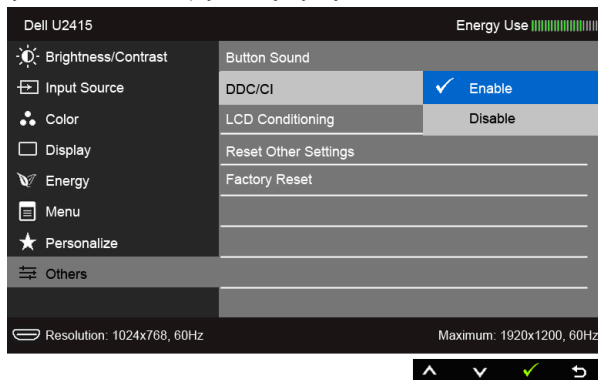 Dell U2415 Energy Use
Brightness/Contrast Button Sound
Input Source DDC/CI Enable
Color LCD Conditioning Disable
Display Reset Other Settings
Energy Factory Reset
Menu
Personalize
Others
Resolution: 1024x768, 60Hz Maximum: 1920x1200, 60Hz